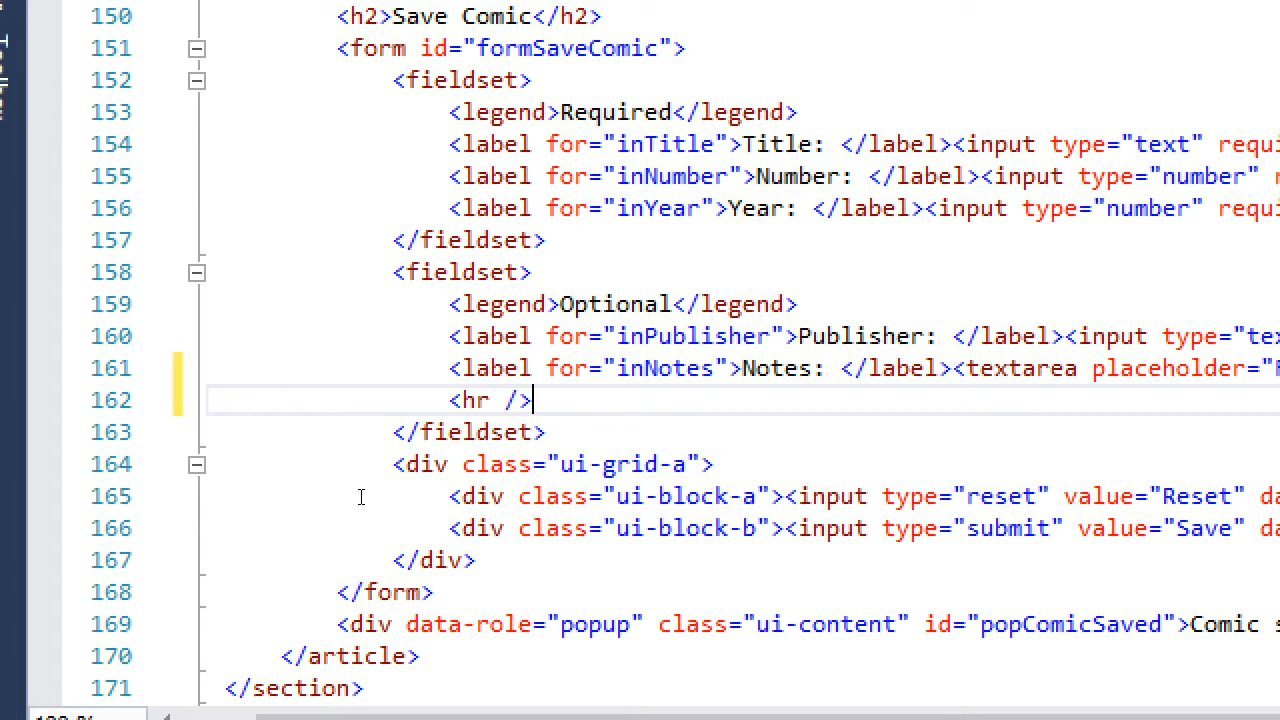 150 <h2>Save Comic</h2>
151 <form id="formSaveComic">
152 <fieldset>
153 <legend>Required</legend>
154 <label for="inTitle">Title: </label><input type="text" requi
155 <label for="inNumber">Number: </label><input type="number"
156 <label for="inYear">Year: </label><input type="number" requi
157 </fieldset>
158 <fieldset>
159 <legend>Optional</legend>
160 <label for="inPublisher">Publisher: </label><input type="te
161 <label for="inNotes">Notes: </label><textarea placeholder="
162 <hr />
163 </fieldset>
164 <div class="ui-grid-a">
165 <div class="ui-block-a"><input type="reset" value="Reset" da
166 <div class="ui-block-b"><input type="submit" value="Save" da
167 </div>
168 </form>
169 <div data-role="popup" class="ui-content" id="popComicSaved">Comic s
170 </article>
171 </section>